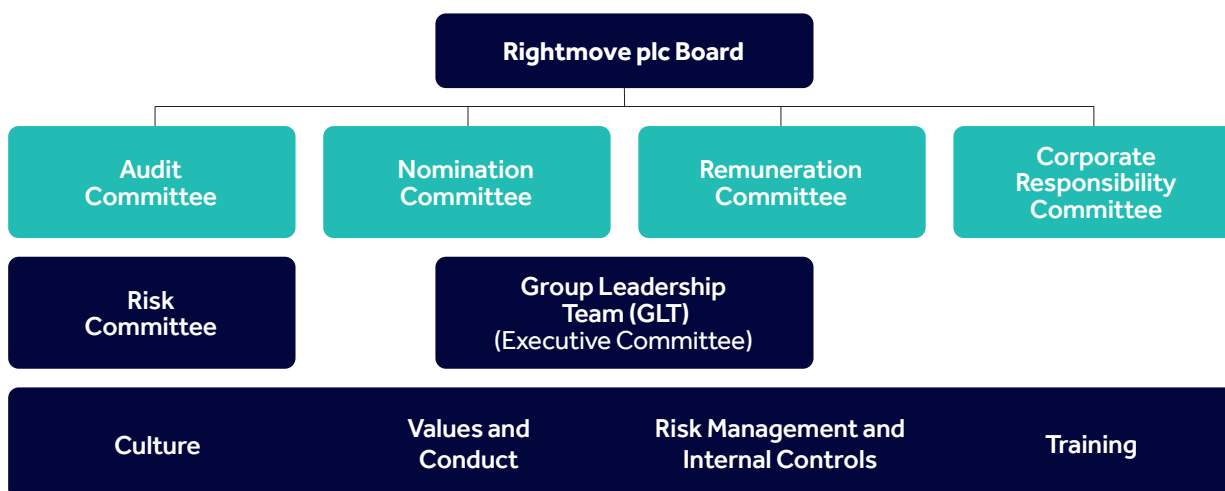 Rightmove plc Board
Audit
Committee
Nomination
Committee
Remuneration
Committee
Corporate
Responsibility
Committee
Risk
Committee
Group Leadership
Team (GLT)
(Executive Committee)
Culture
Values and
Conduct
Risk Management and
Internal Controls
Training